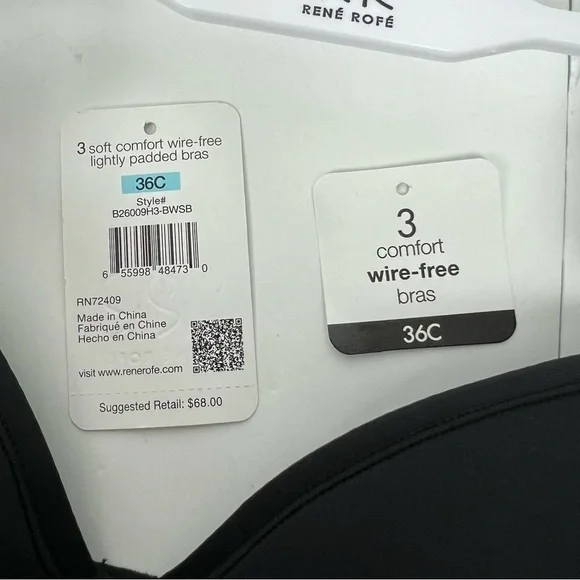 RENÉ ROFÉ
3 soft comfort wire-free
lightly padded bras
36C
Style#
B26009H3-BWSB
6 55998 48473 0
RN72409
Made in China
Fabriqué en Chine
Hecho en China
visit www.renerofe.com
Suggested Retail: $68.00
3
comfort
wire-free
bras
36C